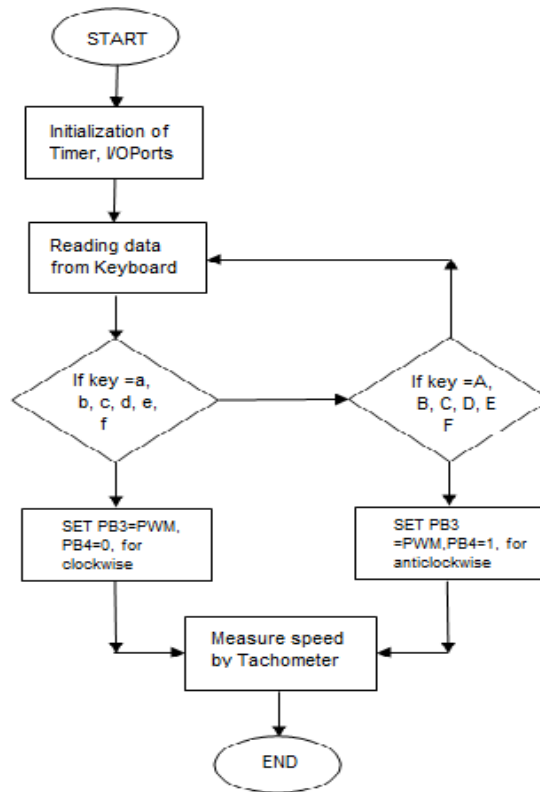 START
Initialization of
Timer, I/OPorts
Reading data
from Keyboard
If key =a,
b, c, d, e,
f
If key =A,
B, C, D, E
F
SET PB3=PWM,
PB4=0, for
clockwise
SET PB3
=PWM,PB4=1, for
anticlockwise
Measure speed
by Tachometer
END